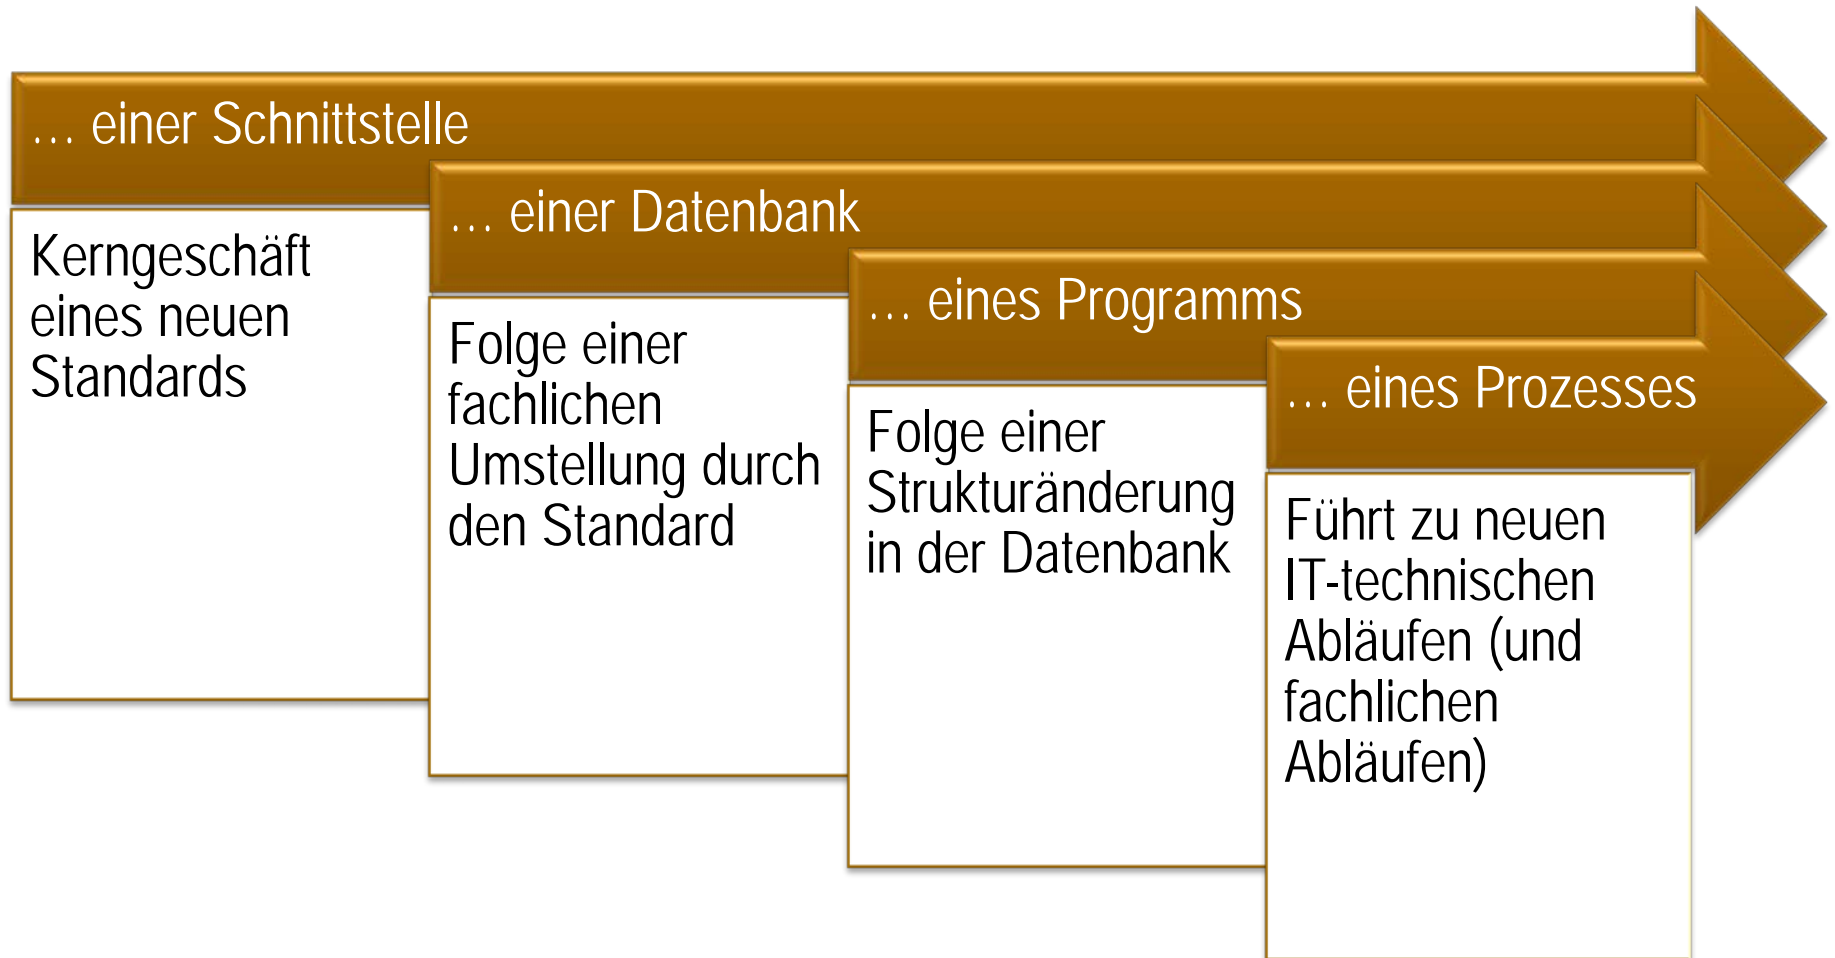 … einer Schnittstelle
Kerngeschäft
eines neuen
Standards
… einer Datenbank
Folge einer
fachlichen
Umstellung durch
den Standard
… eines Programms
Folge einer
Strukturänderung
in der Datenbank
… eines Prozesses
Führt zu neuen
IT-technischen
Abläufen (und
fachlichen
Abläufen)